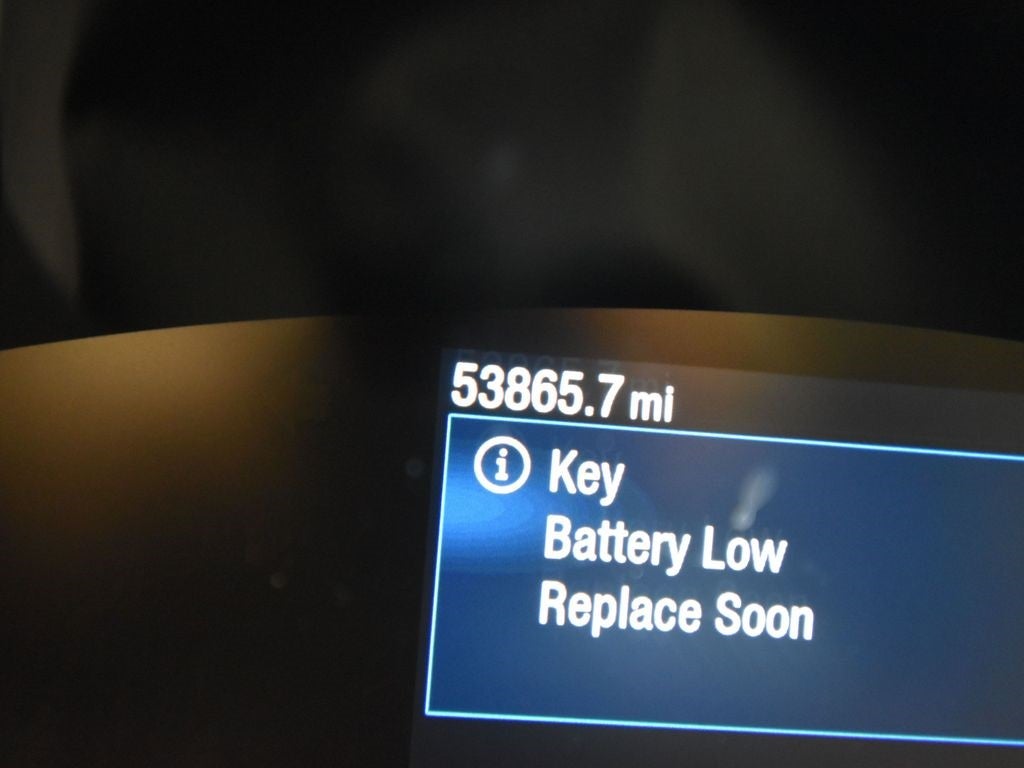 53865.7 mi
i Key
Battery Low
Replace Soon